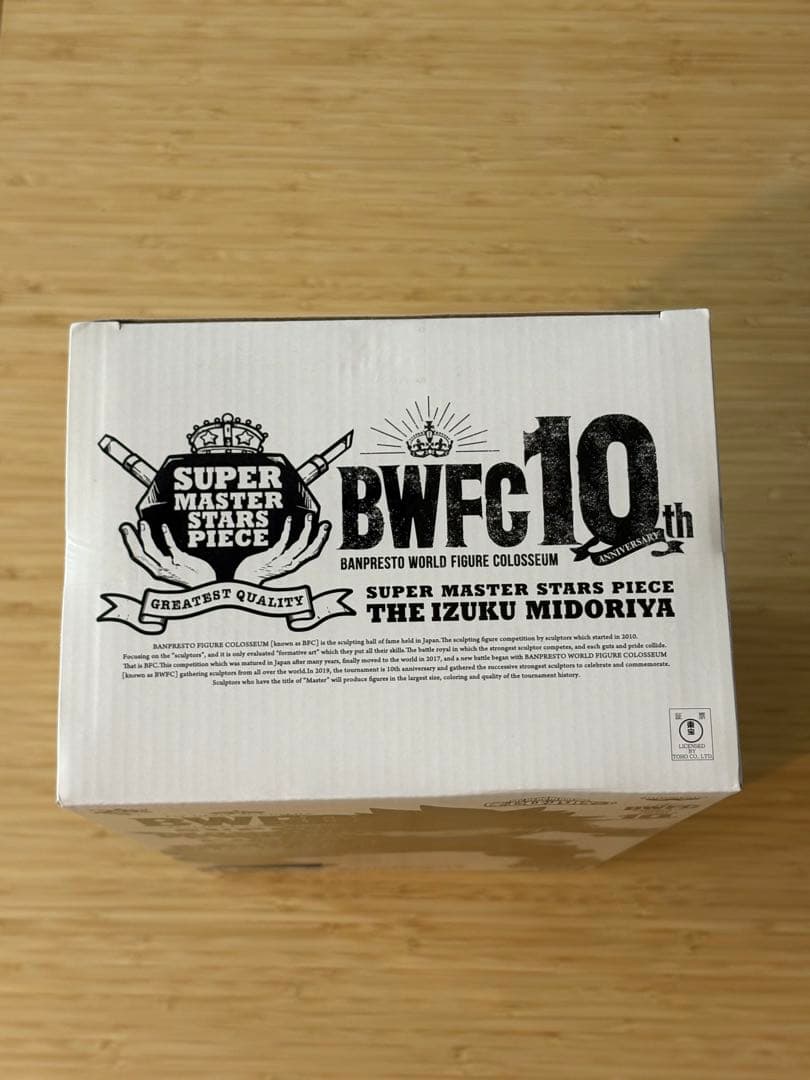 SUPER
MASTER
STARS
PIECE
GREATEST QUALITY
BWFC 10th
ANNIVERSARY
BANPRESTO WORLD FIGURE COLOSSEUM
SUPER MASTER STARS PIECE
THE IZUKU MIDORIYA
BANPRESTO FIGURE COLOSSEUM [known as BFC] is the sculpting hall of fame held in Japan.The sculpting figure competition by sculptors which started in 2010.
Focusing on the "sculptors", and it is only evaluated "formative art" which they put all their skills.The battle royal in which the strongest sculptor competes, and each guts and pride collide.
That is BFC.This competition which was matured in Japan after many years, finally moved to the world in 2017, and a new battle began with BANPRESTO WORLD FIGURE COLOSSEUM
[known as BWFC] gathering sculptors from all over the world.In 2019, the tournament is 10th anniversary and gathered the successive strongest sculptors to celebrate and commemorate.
Sculptors who have the title of "Master" will produce figures in the largest size, coloring and quality of the tournament history.
証 票
東宝
LICENSED
BY
TOHO CO., LTD.
BWFC
10